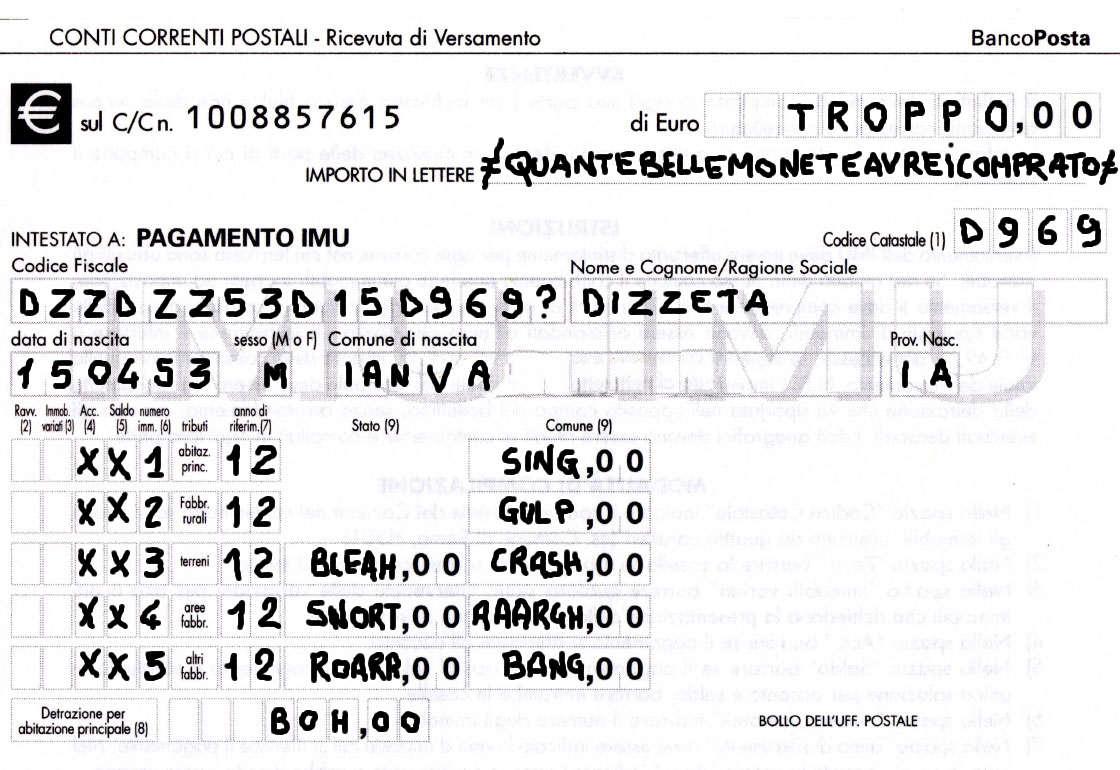 CONTI CORRENTI POSTALI - Ricevuta di Versamento BancoPosta
€ sul C/C n. 1008857615 di Euro TROPPO,00
IMPORTO IN LETTERE ≠QUANTEBELLEMONETEAVREiCOMPRATO≠
INTESTATO A: PAGAMENTO IMU Codice Catastale (1) D969
Codice Fiscale Nome e Cognome/Ragione Sociale
DZZDZZ53D15D969? DIZZETA
data di nascita sesso (M o F) Comune di nascita Prov. Nasc.
150453 M IANVA IA
Ravv. Immob. Acc. Saldo numero anno di
(2) variati(3) (4) (5) imm. (6) tributi riferim.(7) Stato (9) Comune (9)
XX1 abitaz. princ. 12 SING,00
XX2 Fabbr. rurali 12 GULP,00
XX3 terreni 12 BLEAH,00 CRASH,00
XX4 aree fabbr. 12 SNORT,00 AAARGH,00
XX5 altri fabbr. 12 ROARR,00 BANG,00
Detrazione per
abitazione principale (8) BOH,00 BOLLO DELL'UFF. POSTALE